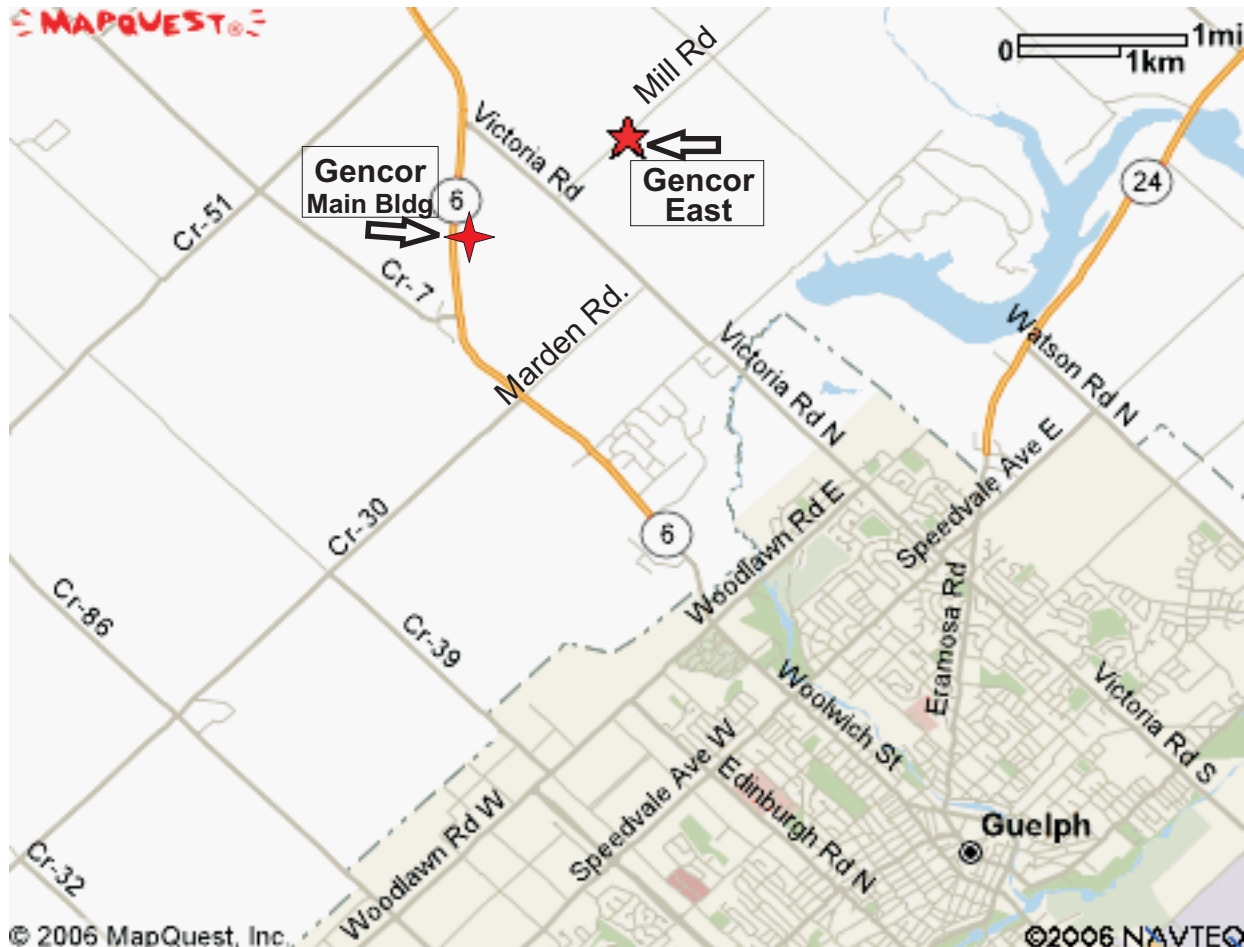 MAPQUEST®
0 1mi
1km
Mill Rd
Victoria Rd
Gencor
Main Bldg
6
Gencor
East
24
Cr-51
Cr-7
Marden Rd.
Watson Rd N
Victoria Rd N
Speedvale Ave E
Woodlawn Rd E
6
Cr-30
Cr-86
Cr-39
Eramosa Rd
Woolwich St
Victoria Rd S
Speedvale Ave W
Edinburgh Rd N
Woodlawn Rd W
Guelph
Cr-32
© 2006 MapQuest, Inc.
©2006 NAVTEQ